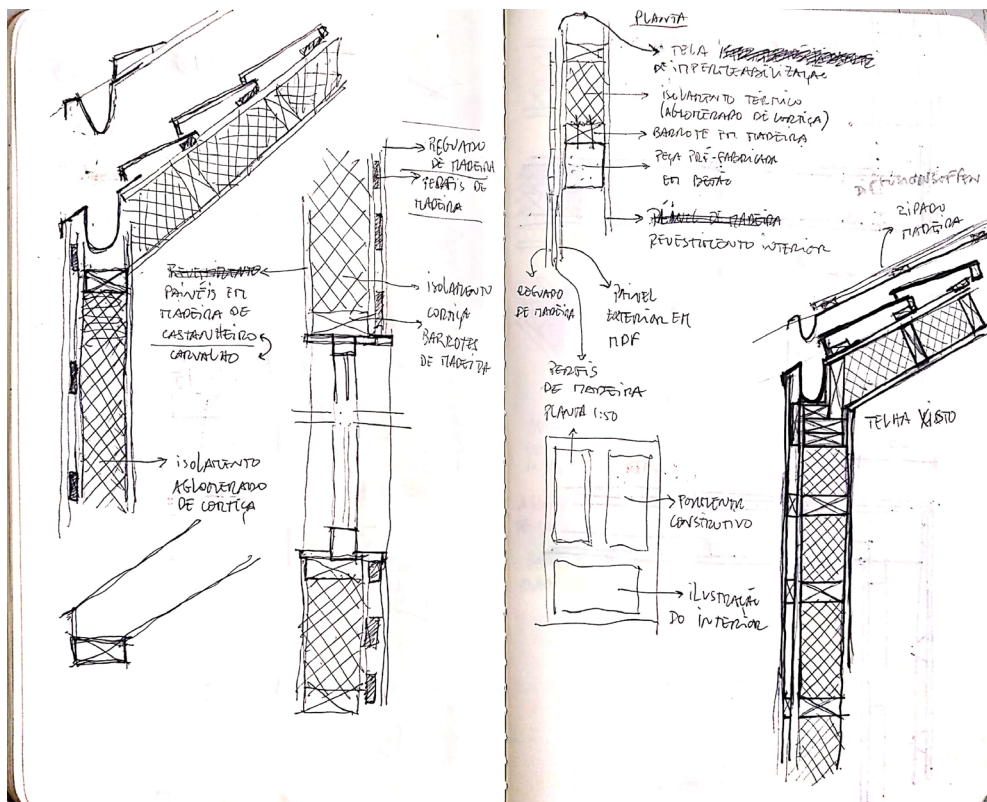 REGUADO
DE MADEIRA
PERFIS DE
MADEIRA
REVESTIMENTO
PAINÉIS EM
MADEIRA DE
CASTANHEIRO
CARVALHO
ISOLAMENTO
CORTIÇA
BARROTES
DE MADEIRA
ISOLAMENTO
AGLOMERADO
DE CORTIÇA
PLANTA
TELA
DE IMPERMEABILIZAÇÃO
ISOLAMENTO TÉRMICO
(AGLOMERADO DE CORTIÇA)
BARROTE EM MADEIRA
PEÇA PRÉ-FABRICADA
EM BETÃO
PAINEL DE MADEIRA
REVESTIMENTO INTERIOR
REGUADO
DE MADEIRA
PAINEL
EXTERIOR EM
MDF
PERFIS
DE MADEIRA
PLANTA 1:50
PORMENOR
CONSTRUTIVO
ILUSTRAÇÃO
DO INTERIOR
RIPADO
MADEIRA
TELHA XISTO